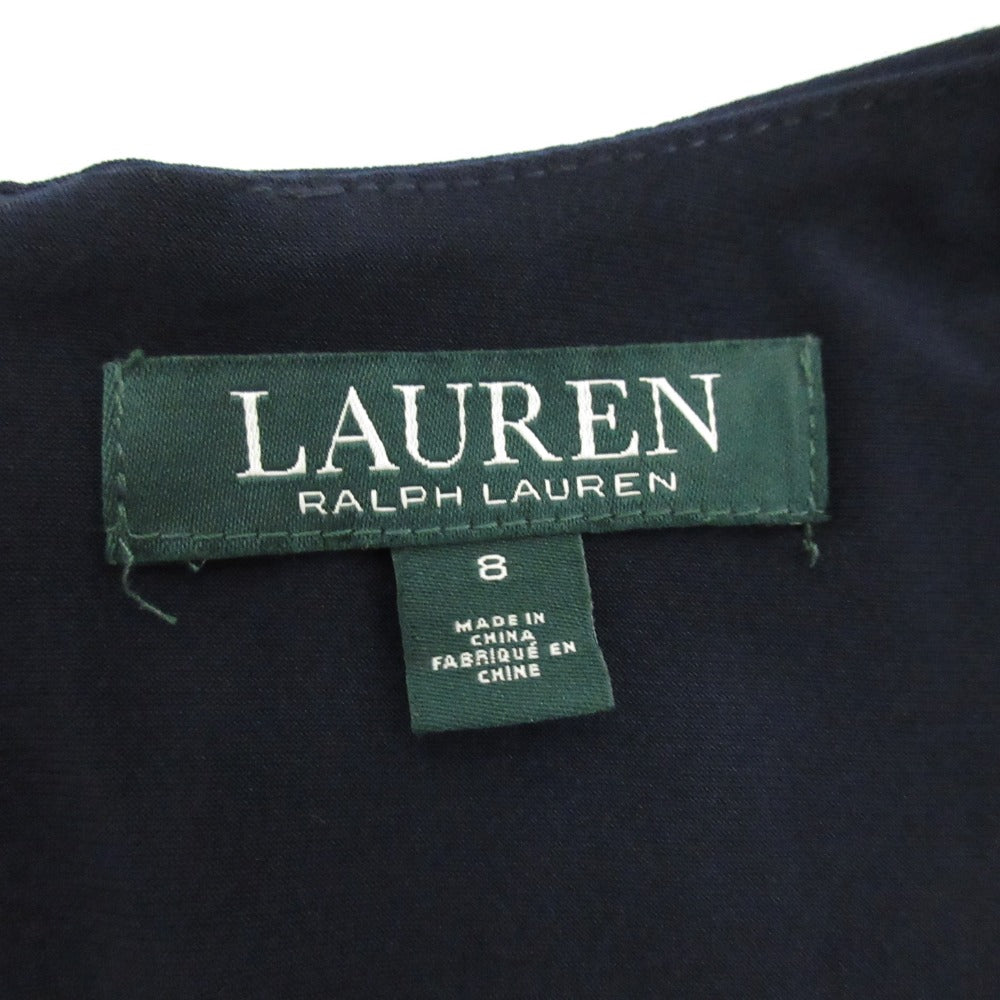 LAUREN
RALPH LAUREN
8
MADE IN
CHINA
FABRIQUÉ EN
CHINE